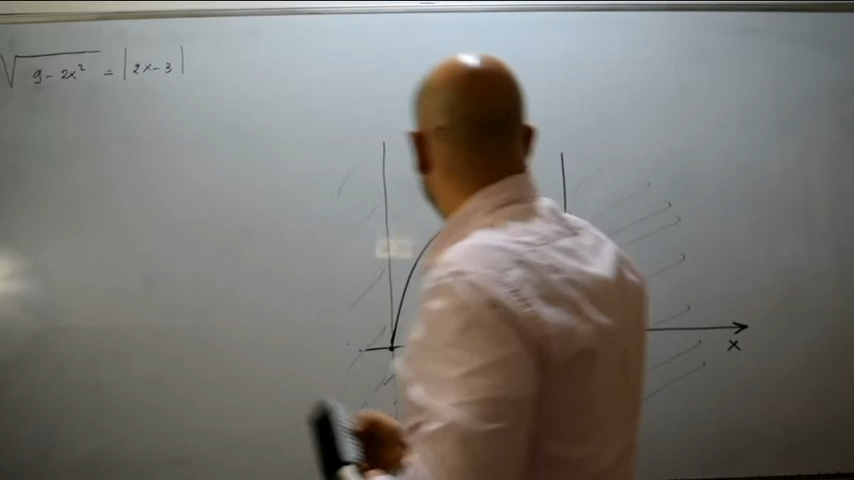 √(9-2x²) = |2x-3|
x